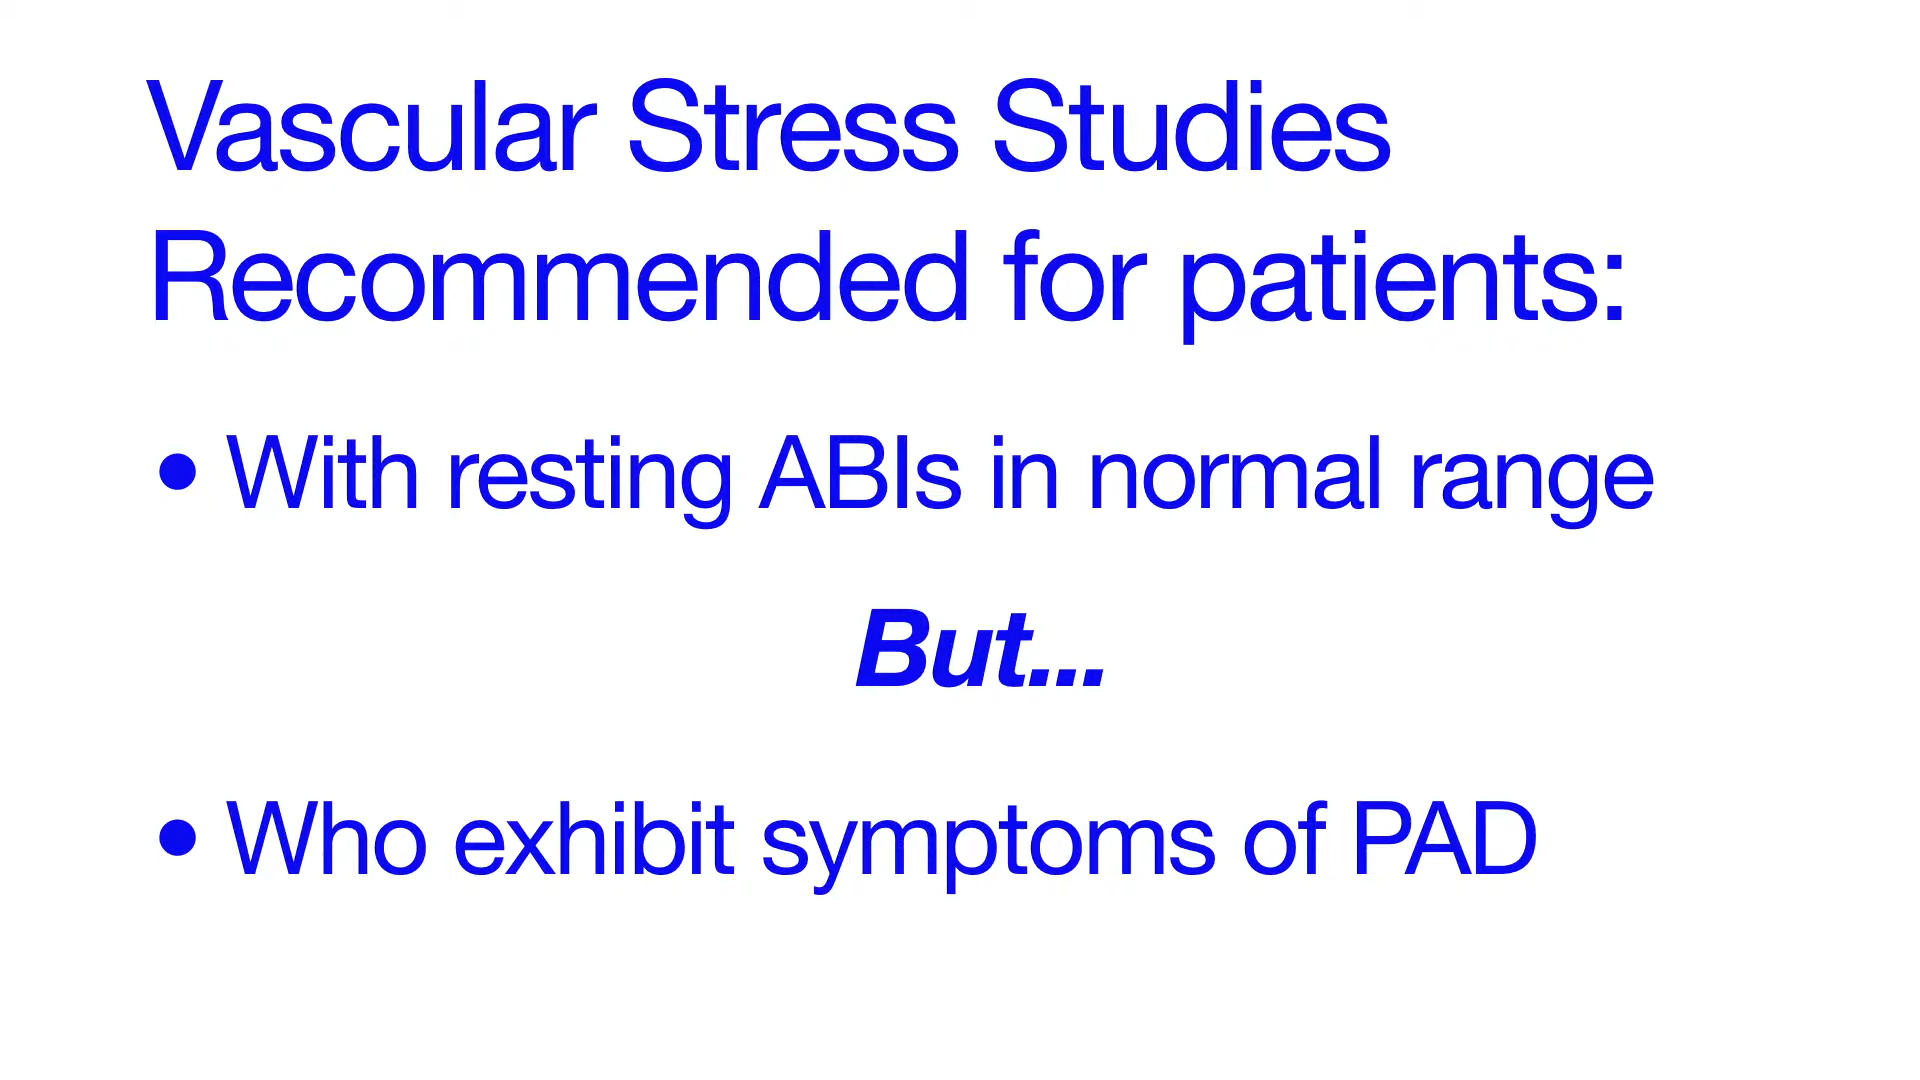 Vascular Stress Studies
Recommended for patients:
• With resting ABIs in normal range
But...
• Who exhibit symptoms of PAD